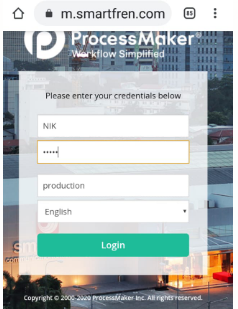 m.smartfren.com
85
ProcessMaker
Workflow Simplified
Please enter your credentials below
NIK
•••••
production
English
Login
Copyright © 2000-2020 ProcessMaker Inc. All rights reserved.